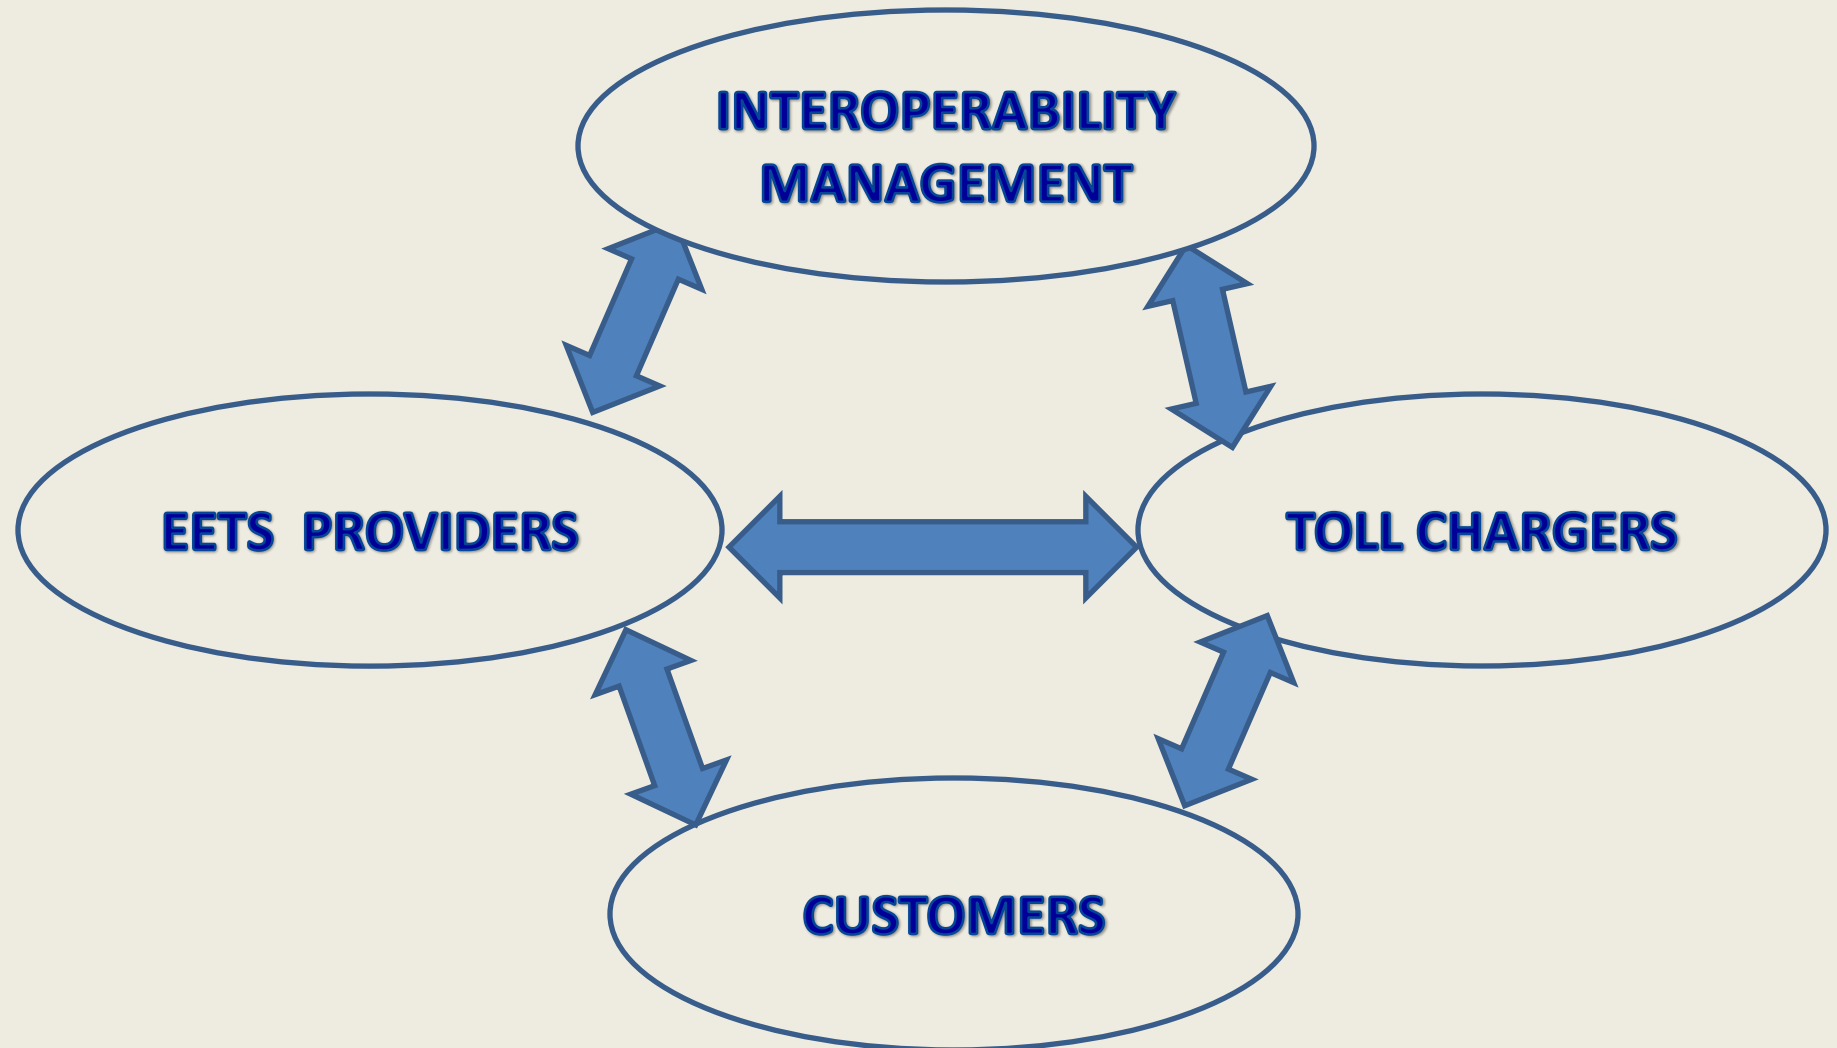 INTEROPERABILITY
MANAGEMENT
EETS  PROVIDERS
TOLL CHARGERS
CUSTOMERS